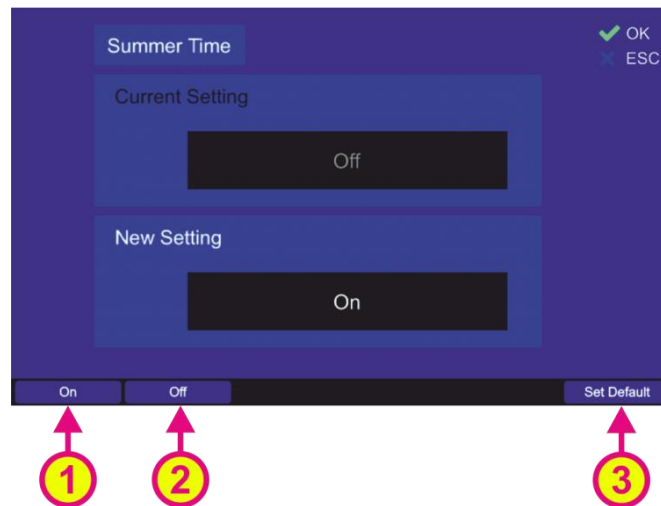 Summer Time
OK
ESC
Current Setting
Off
New Setting
On
On Off Set Default
1 2 3